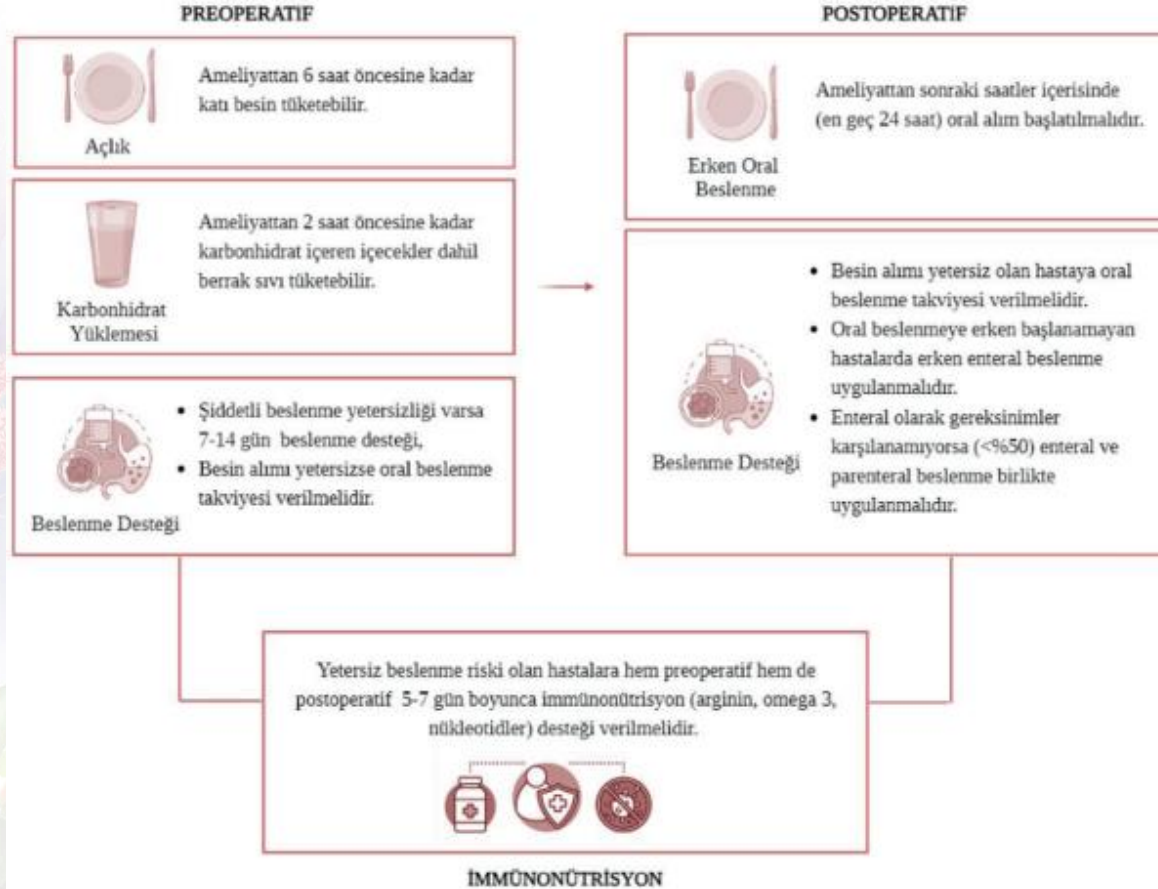 PREOPERATİF
Ameliyattan 6 saat öncesine kadar
katı besin tüketebilir.
Açlık
Ameliyattan 2 saat öncesine kadar
karbonhidrat içeren içecekler dahil
berrak sıvı tüketebilir.
Karbonhidrat
Yüklemesi
• Şiddetli beslenme yetersizliği varsa
7-14 gün beslenme desteği,
• Besin alımı yetersizse oral beslenme
takviyesi verilmelidir.
Beslenme Desteği
POSTOPERATİF
Ameliyattan sonraki saatler içerisinde
(en geç 24 saat) oral alım başlatılmalıdır.
Erken Oral
Beslenme
• Besin alımı yetersiz olan hastaya oral
beslenme takviyesi verilmelidir.
• Oral beslenmeye erken başlanamayan
hastalarda erken enteral beslenme
uygulanmalıdır.
• Enteral olarak gereksinimler
karşılanamıyorsa (<%50) enteral ve
parenteral beslenme birlikte
uygulanmalıdır.
Beslenme Desteği
Yetersiz beslenme riski olan hastalara hem preoperatif hem de
postoperatif 5-7 gün boyunca immünonütrisyon (arginin, omega 3,
nükleotidler) desteği verilmelidir.
İMMÜNONÜTRİSYON